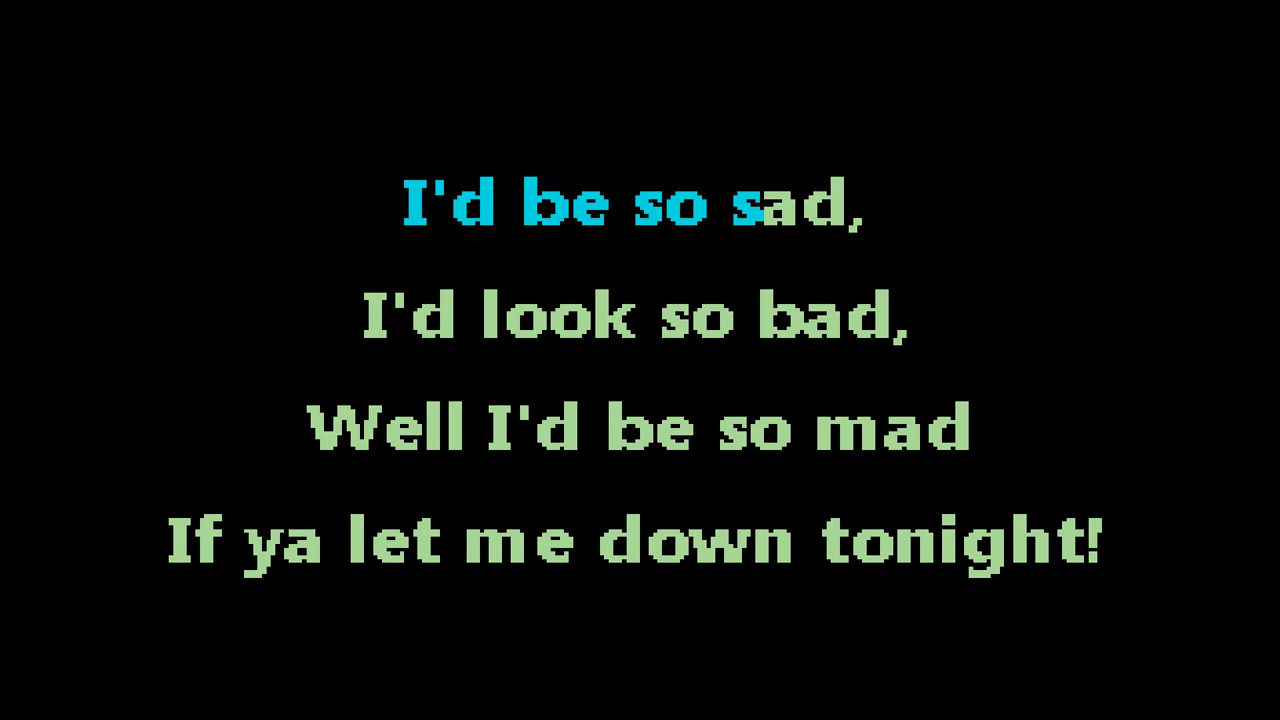 I'd be so sad,
I'd look so bad,
Well I'd be so mad
If ya let me down tonight!